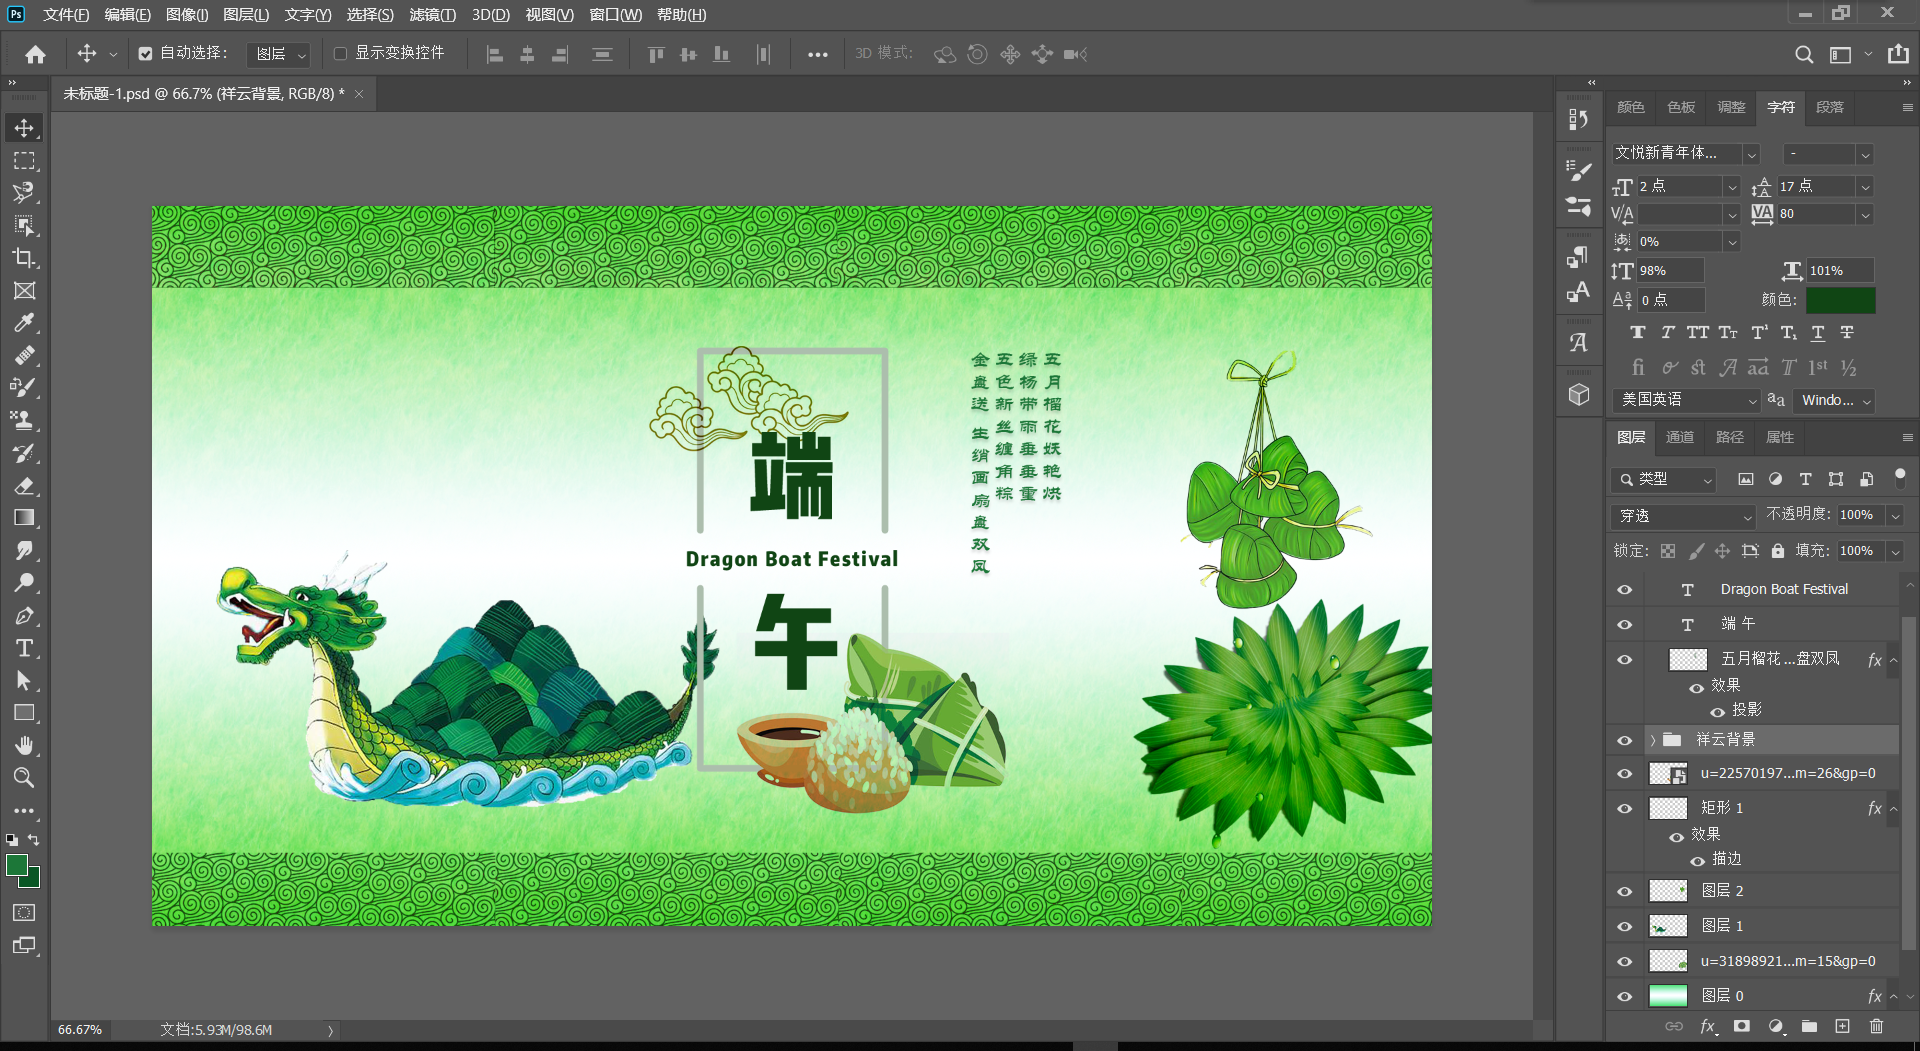 Ps 文件(F) 编辑(E) 图像(I) 图层(L) 文字(Y) 选择(S) 滤镜(T) 3D(D) 视图(V) 窗口(W) 帮助(H)
自动选择： 图层 显示变换控件 3D 模式：
未标题-1.psd @ 66.7% (祥云背景, RGB/8) * ×
五月榴花妖艳烘
绿杨带雨垂垂重
五色新丝缠角粽
金盘送 生绡画扇盘双凤
端
Dragon Boat Festival
午
颜色 色板 调整 字符 段落
文悦新青年体... -
2 点 17 点
80
0%
98% 101%
0 点 颜色:
美国英语 Windo...
图层 通道 路径 属性
类型
穿透 不透明度: 100%
锁定: 填充: 100%
Dragon Boat Festival
端 午
五月榴花 ...盘双凤 fx
效果
投影
祥云背景
u=22570197...m=26&gp=0
矩形 1 fx
效果
描边
图层 2
图层 1
u=31898921...m=15&gp=0
图层 0 fx
66.67% 文档:5.93M/98.6M